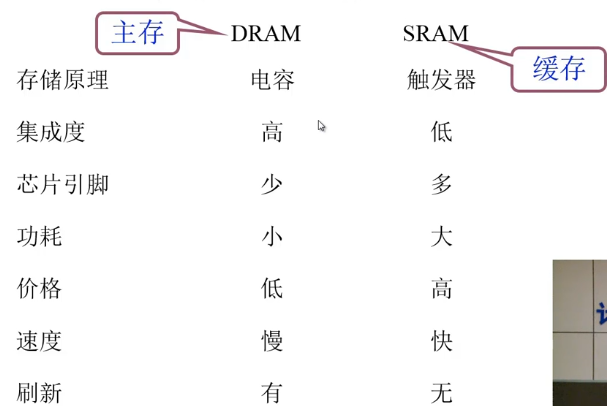 主存 DRAM SRAM
缓存
存储原理 电容 触发器
集成度 高 低
芯片引脚 少 多
功耗 小 大
价格 低 高
速度 慢 快
刷新 有 无